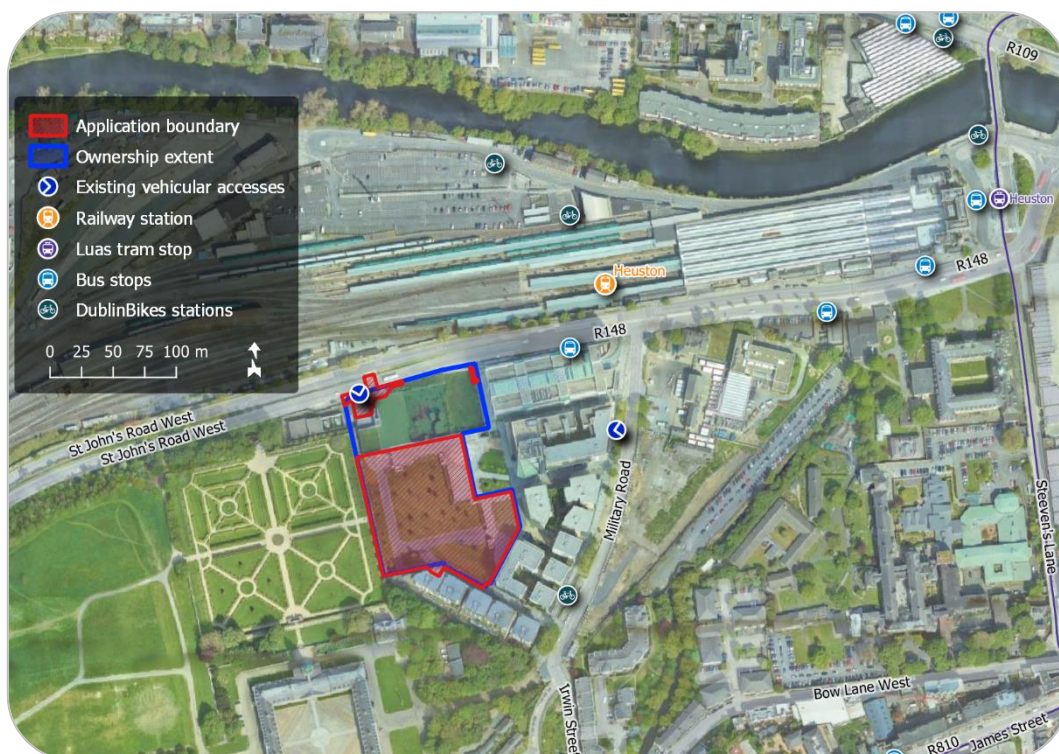 R109
Application boundary
Ownership extent
Existing vehicular accesses
Railway station
Luas tram stop
Bus stops
DublinBikes stations
0 25 50 75 100 m
Heuston
Heuston
R148
R148
St John's Road West
St John's Road West
Military Road
Steeven's Lane
Irwin Street
Bow Lane West
R810
James Street